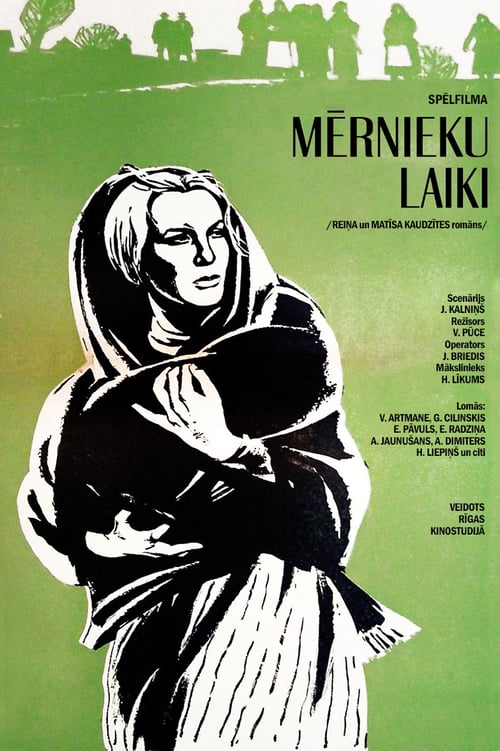 SPĒLFILMA
MĒRNIEKU
LAIKI
/REIŅA un MATĪSA KAUDZĪTES romāns/
Scenārijs
J. KALNIŅŠ
Režisors
V. PŪCE
Operators
J. BRIEDIS
Mākslinieks
H. LĪKUMS
Lomās:
V. ARTMANE, G. CILINSKIS
E. PĀVULS, E. RADZIŅA
A. JAUNUŠANS, A. DIMITERS
H. LIEPIŅŠ un citi
VEIDOTS
RĪGAS
KINOSTUDIJĀ